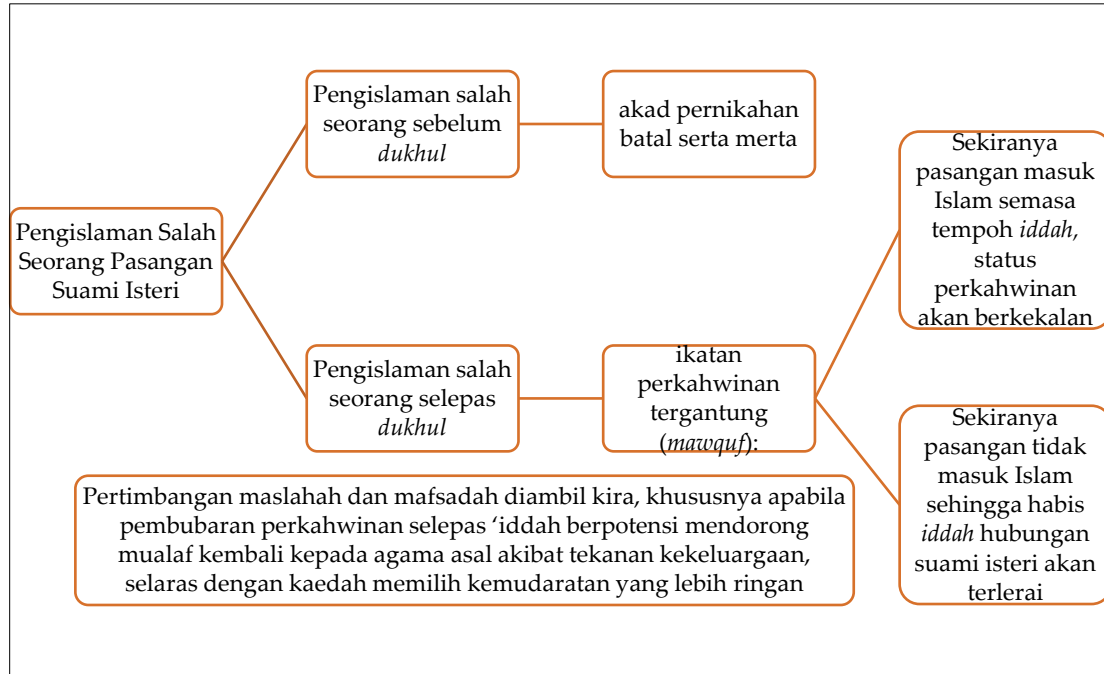 Pengislaman Salah
Seorang Pasangan
Suami Isteri
Pengislaman salah
seorang sebelum
dukhul
akad pernikahan
batal serta merta
Pengislaman salah
seorang selepas
dukhul
ikatan
perkahwinan
tergantung
(mawquf):
Sekiranya
pasangan masuk
Islam semasa
tempoh iddah,
status
perkahwinan
akan berkekalan
Sekiranya
pasangan tidak
masuk Islam
sehingga habis
iddah hubungan
suami isteri akan
terlerai
Pertimbangan maslahah dan mafsadah diambil kira, khususnya apabila
pembubaran perkahwinan selepas ‘iddah berpotensi mendorong
mualaf kembali kepada agama asal akibat tekanan kekeluargaan,
selaras dengan kaedah memilih kemudaratan yang lebih ringan